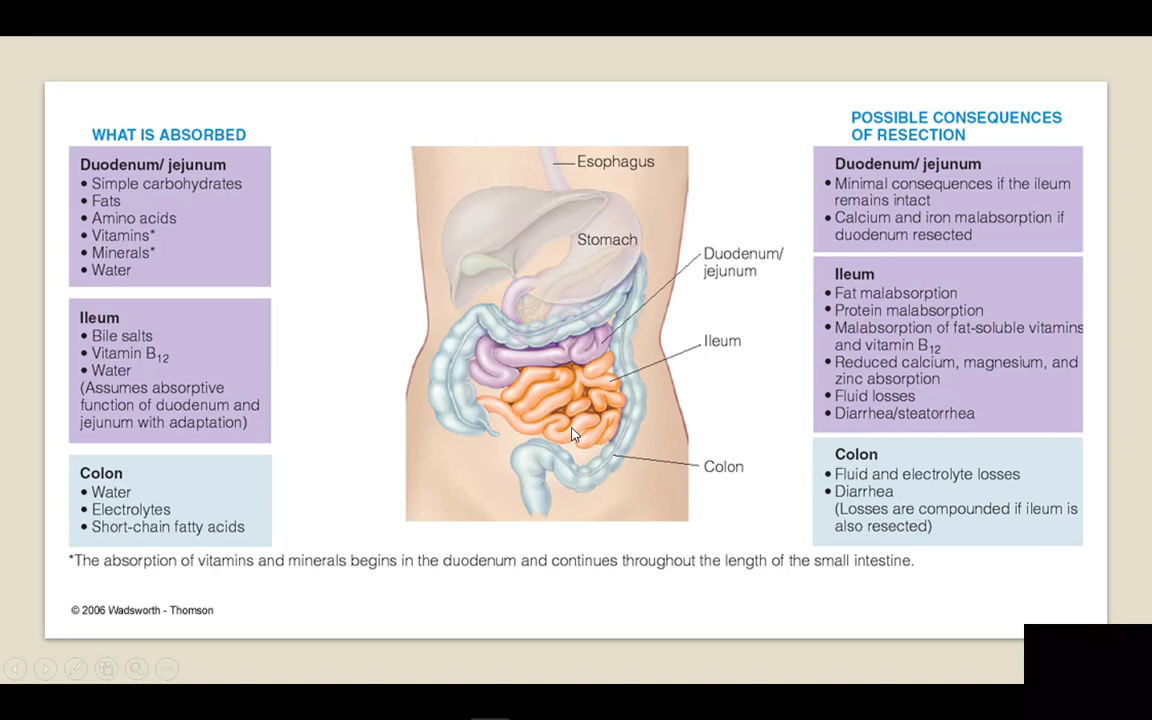 WHAT IS ABSORBED
Duodenum/ jejunum
• Simple carbohydrates
• Fats
• Amino acids
• Vitamins*
• Minerals*
• Water
Ileum
• Bile salts
• Vitamin B12
• Water
(Assumes absorptive
function of duodenum and
jejunum with adaptation)
Colon
• Water
• Electrolytes
• Short-chain fatty acids
Esophagus
Stomach
Duodenum/
jejunum
Ileum
Colon
POSSIBLE CONSEQUENCES
OF RESECTION
Duodenum/ jejunum
• Minimal consequences if the ileum
remains intact
• Calcium and iron malabsorption if
duodenum resected
Ileum
• Fat malabsorption
• Protein malabsorption
• Malabsorption of fat-soluble vitamins
and vitamin B12
• Reduced calcium, magnesium, and
zinc absorption
• Fluid losses
• Diarrhea/steatorrhea
Colon
• Fluid and electrolyte losses
• Diarrhea
(Losses are compounded if ileum is
also resected)
*The absorption of vitamins and minerals begins in the duodenum and continues throughout the length of the small intestine.
© 2006 Wadsworth - Thomson